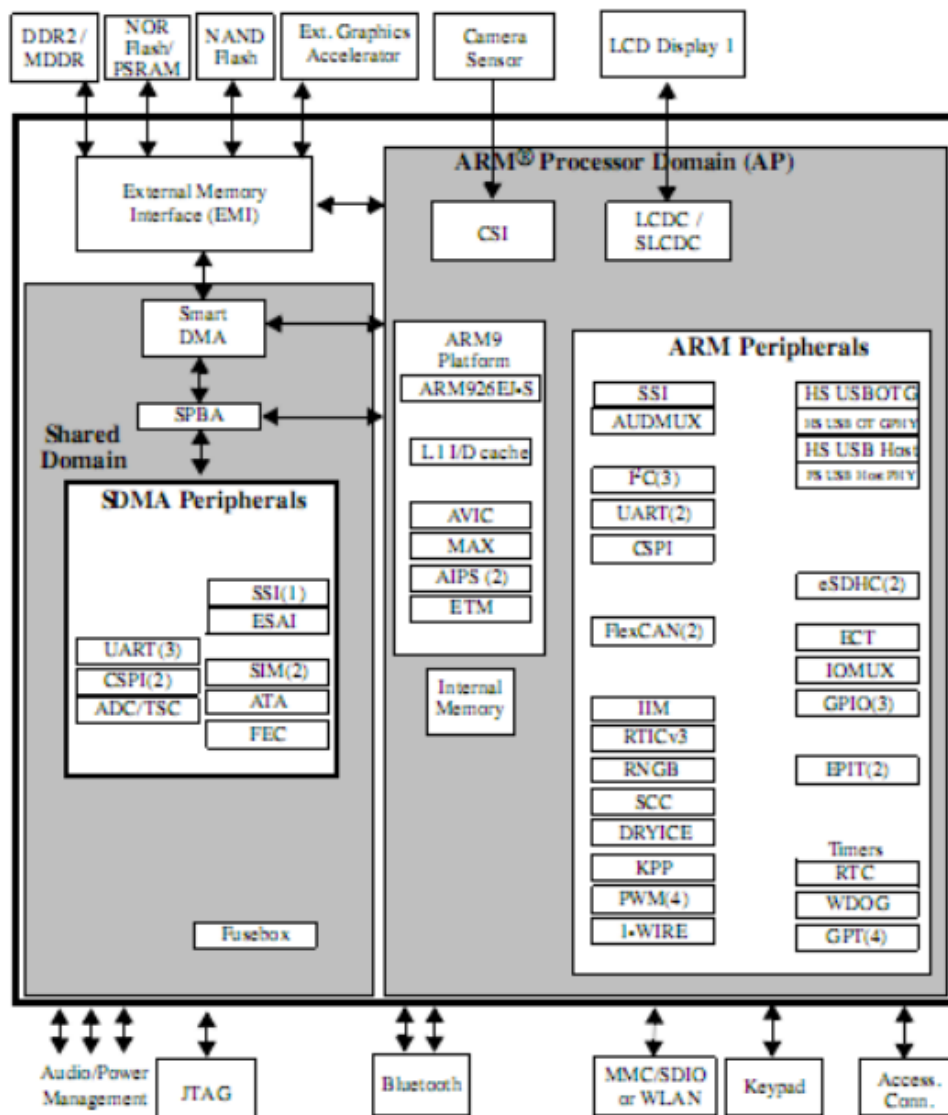 DDR2 /
MDDR
NOR
Flash/
PSRAM
NAND
Flash
Ext. Graphics
Accelerator
Camera
Sensor
LCD Display 1
ARM® Processor Domain (AP)
External Memory
Interface (EMI)
CSI
LCDC /
SLCDC
Smart
DMA
SPBA
Shared
Domain
SDMA Peripherals
SSI(1)
ESAI
UART(3)
CSPI(2)
ADC/TSC
SIM(2)
ATA
FEC
Fusebox
ARM9
Platform
ARM926EJ-S
L1 I/D cache
AVIC
MAX
AIPS (2)
ETM
Internal
Memory
ARM Peripherals
SSI
AUDMUX
I²C(3)
UART(2)
CSPI
FlexCAN(2)
IIM
RTICv3
RNGB
SCC
DRYICE
KPP
PWM(4)
1-WIRE
HS USBOTG
HS USB OTGPHY
HS USB Host
FS USB Host PHY
eSDHC(2)
ECT
IOMUX
GPIO(3)
EPIT(2)
Timers
RTC
WDOG
GPT(4)
Audio/Power
Management
JTAG
Bluetooth
MMC/SDIO
or WLAN
Keypad
Access.
Conn.